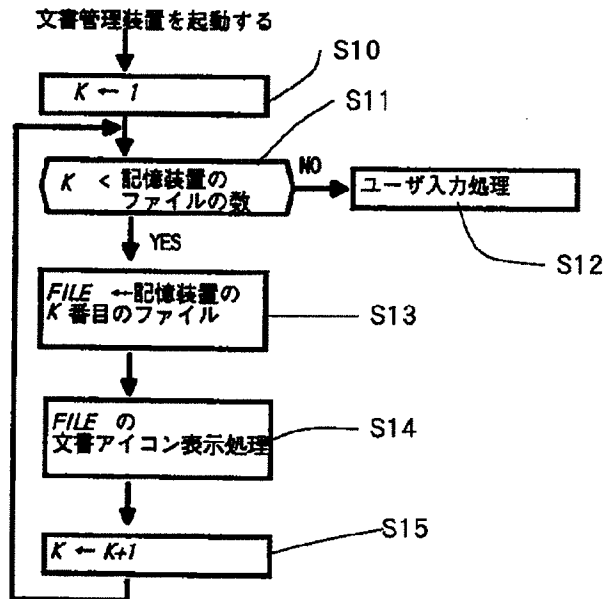 文書管理装置を起動する
S10
K ← 1
S11
K < 記憶装置の
ファイルの数
NO
ユーザ入力処理
S12
YES
FILE ←記憶装置の
K 番目のファイル
S13
FILE の
文書アイコン表示処理
S14
S15
K ← K+1